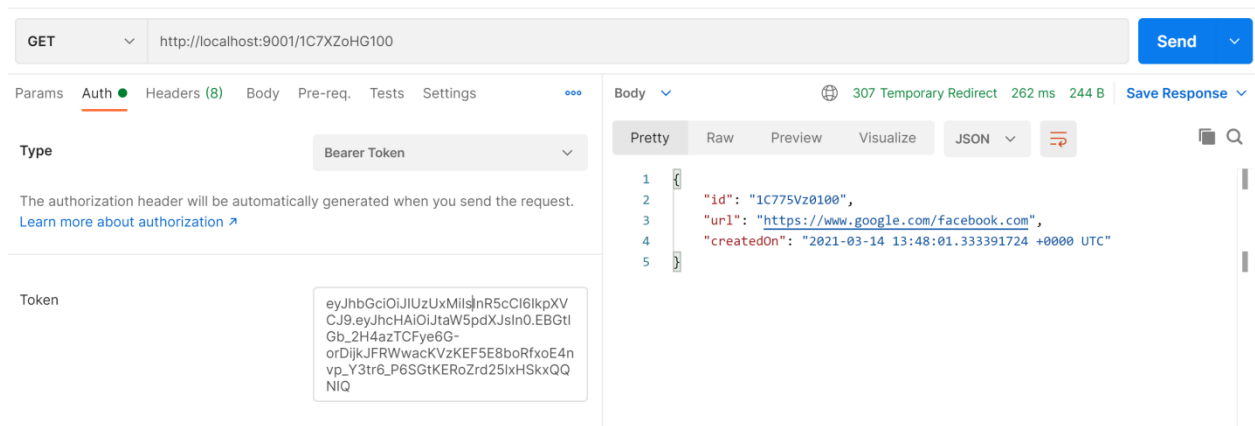 GET http://localhost:9001/1C7XZoHG100 Send
Params Auth Headers (8) Body Pre-req. Tests Settings
Type Bearer Token
The authorization header will be automatically generated when you send the request.
Learn more about authorization ↗
Token
eyJhbGciOiJIUzUxMiIsInR5cCI6IkpXV
CJ9.eyJhcHAiOiJtaW5pdXJsIn0.EBGtl
Gb_2H4azTCFye6G-
orDijkJFRWwacKVzKEF5E8boRfxoE4n
vp_Y3tr6_P6SGtKERoZrd25lxHSkxQQ
NIQ
Body 307 Temporary Redirect 262 ms 244 B Save Response
Pretty Raw Preview Visualize JSON
1 {
2 "id": "1C775Vz0100",
3 "url": "https://www.google.com/facebook.com",
4 "createdOn": "2021-03-14 13:48:01.333391724 +0000 UTC"
5 }